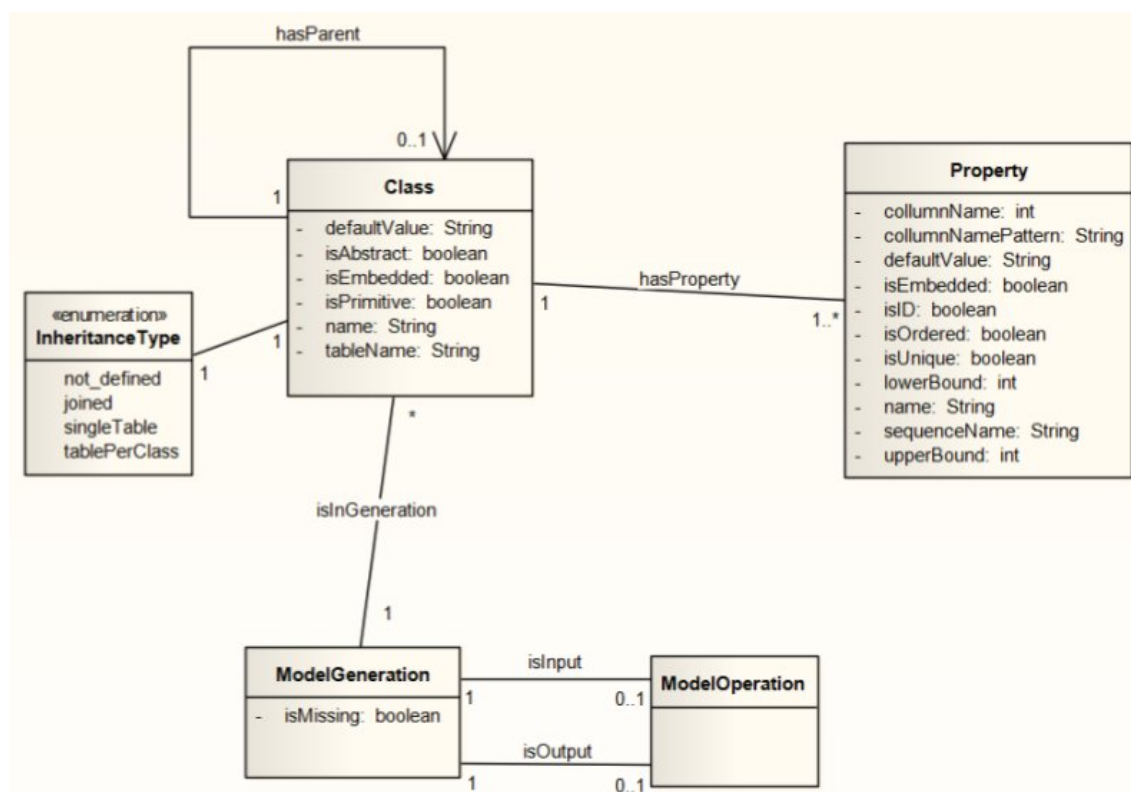 hasParent
0..1
1
Class
- defaultValue: String
- isAbstract: boolean
- isEmbedded: boolean
- isPrimitive: boolean
- name: String
- tableName: String
Property
- collumnName: int
- collumnNamePattern: String
- defaultValue: String
- isEmbedded: boolean
- isID: boolean
- isOrdered: boolean
- isUnique: boolean
- lowerBound: int
- name: String
- sequenceName: String
- upperBound: int
hasProperty
1
1..*
«enumeration»
InheritanceType
not_defined
joined
singleTable
tablePerClass
1
1
*
isInGeneration
1
ModelGeneration
- isMissing: boolean
isInput
1
0..1
ModelOperation
isOutput
1
0..1